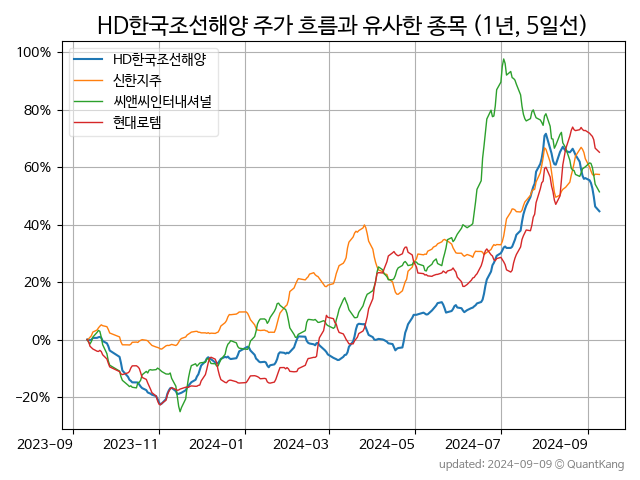 HD한국조선해양 주가 흐름과 유사한 종목 (1년, 5일선)
100%
80%
60%
40%
20%
0%
−20%
HD한국조선해양
신한지주
씨앤씨인터내셔널
현대로템
2023-09
2023-11
2024-01
2024-03
2024-05
2024-07
2024-09
updated: 2024-09-09 © QuantKang